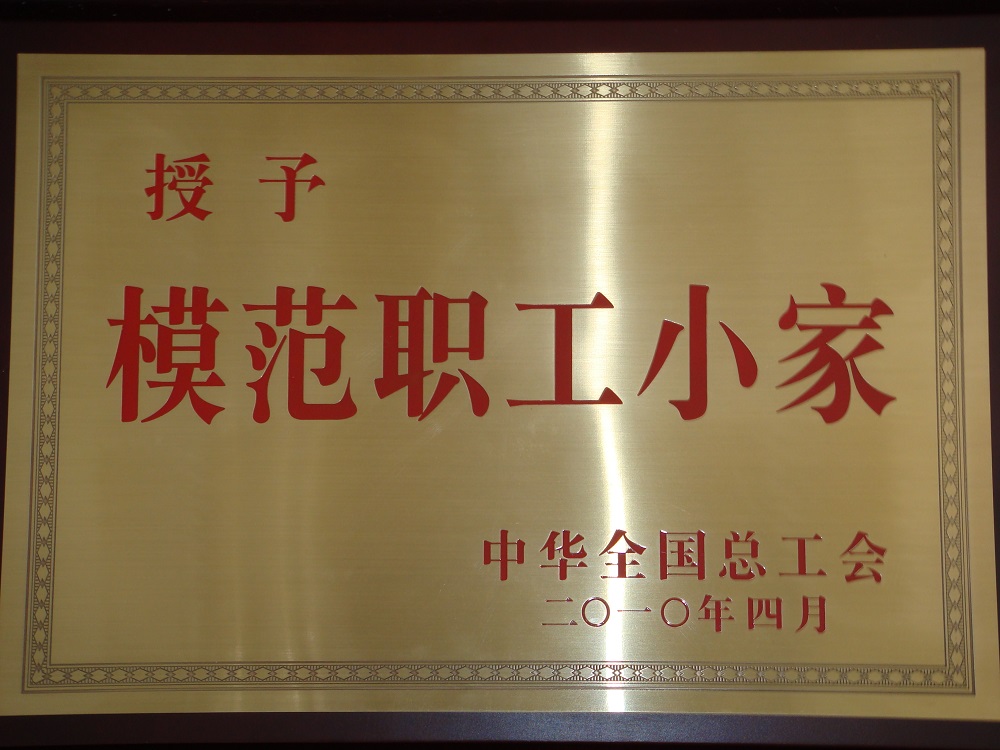 授予
模范职工小家
中华全国总工会
二〇一〇年四月